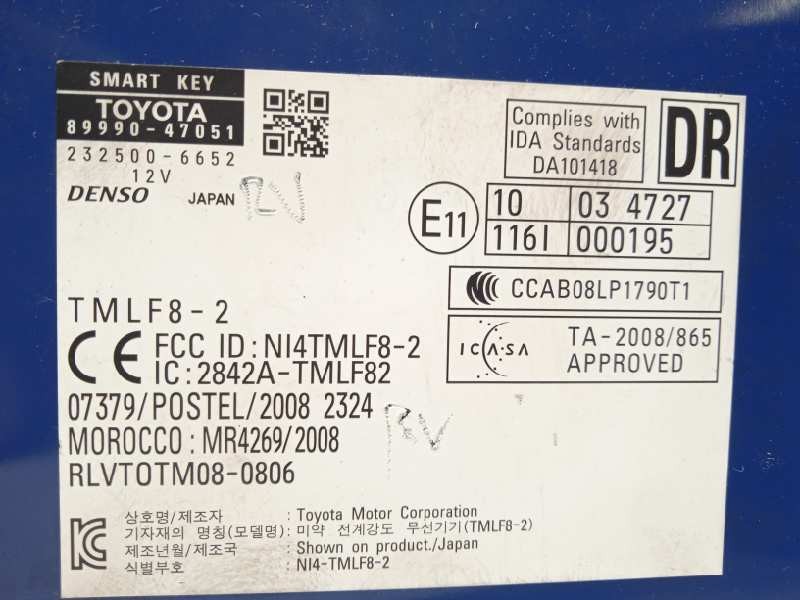 SMART KEY
TOYOTA
89990-47051
232500-6652
12V
DENSO JAPAN
RV
Complies with
IDA Standards
DA101418
DR
E11
10 03 4727
116I 000195
CCAB08LP1790T1
ICASA
TA-2008/865
APPROVED
TMLF8-2
CE
FCC ID:NI4TMLF8-2
IC:2842A-TMLF82
07379/POSTEL/2008 2324
MOROCCO:MR4269/2008
RLVTOTM08-0806
RV
상호명/제조자 : Toyota Motor Corporation
기자재의 명칭(모델명) : 미약 전계강도 무선기기(TMLF8-2)
제조년월/제조국 : Shown on product./Japan
식별부호 : NI4-TMLF8-2